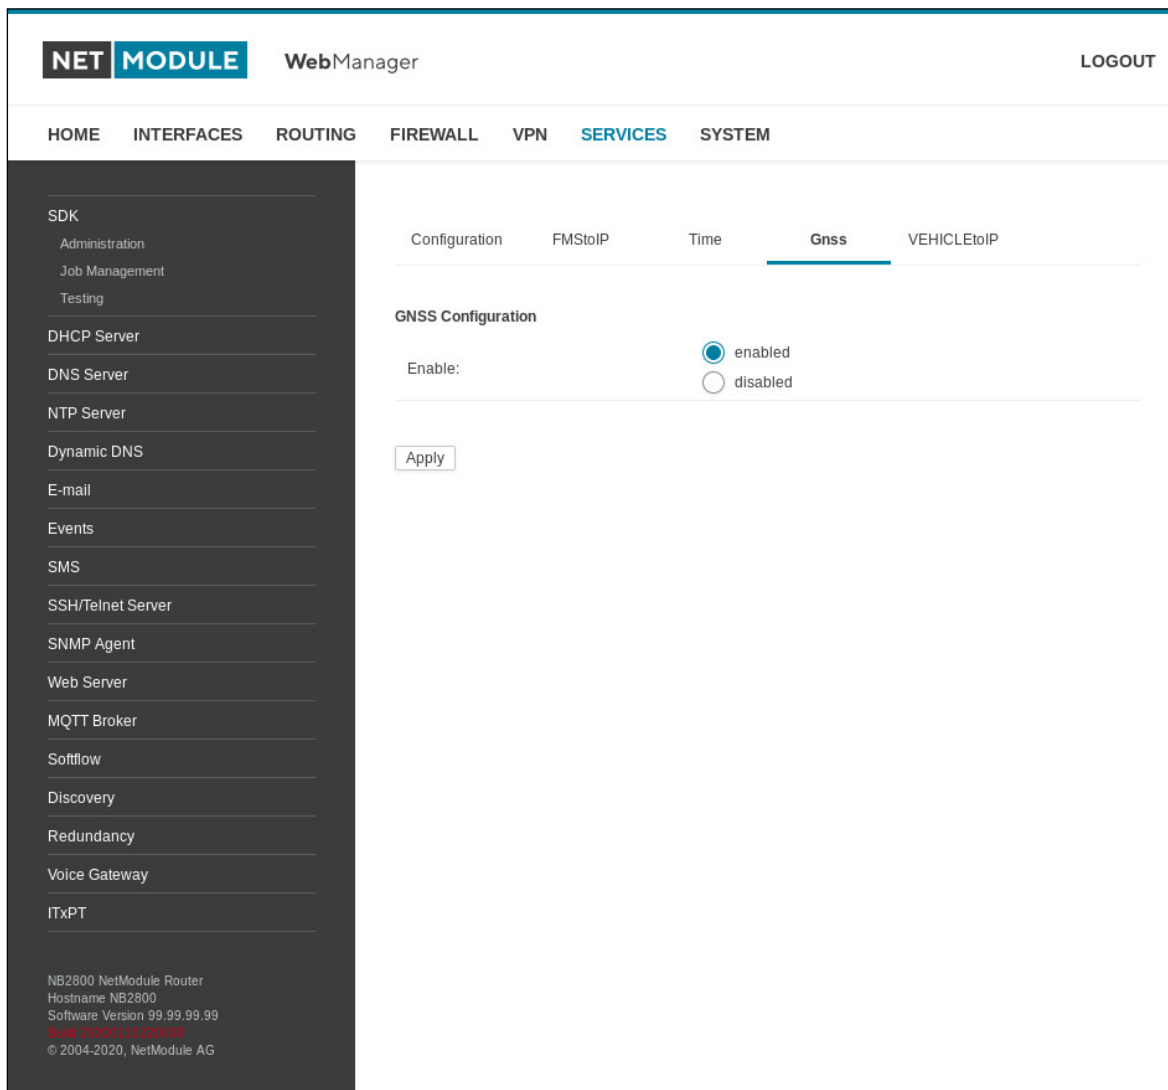 NET MODULE WebManager LOGOUT
HOME INTERFACES ROUTING FIREWALL VPN SERVICES SYSTEM
SDK
Administration
Job Management
Testing
DHCP Server
DNS Server
NTP Server
Dynamic DNS
E-mail
Events
SMS
SSH/Telnet Server
SNMP Agent
Web Server
MQTT Broker
Softflow
Discovery
Redundancy
Voice Gateway
ITxPT
NB2800 NetModule Router
Hostname NB2800
Software Version 99.99.99.99
Build
© 2004-2020, NetModule AG
Configuration FMStoIP Time Gnss VEHICLEtoIP
GNSS Configuration
Enable:
enabled
disabled
Apply